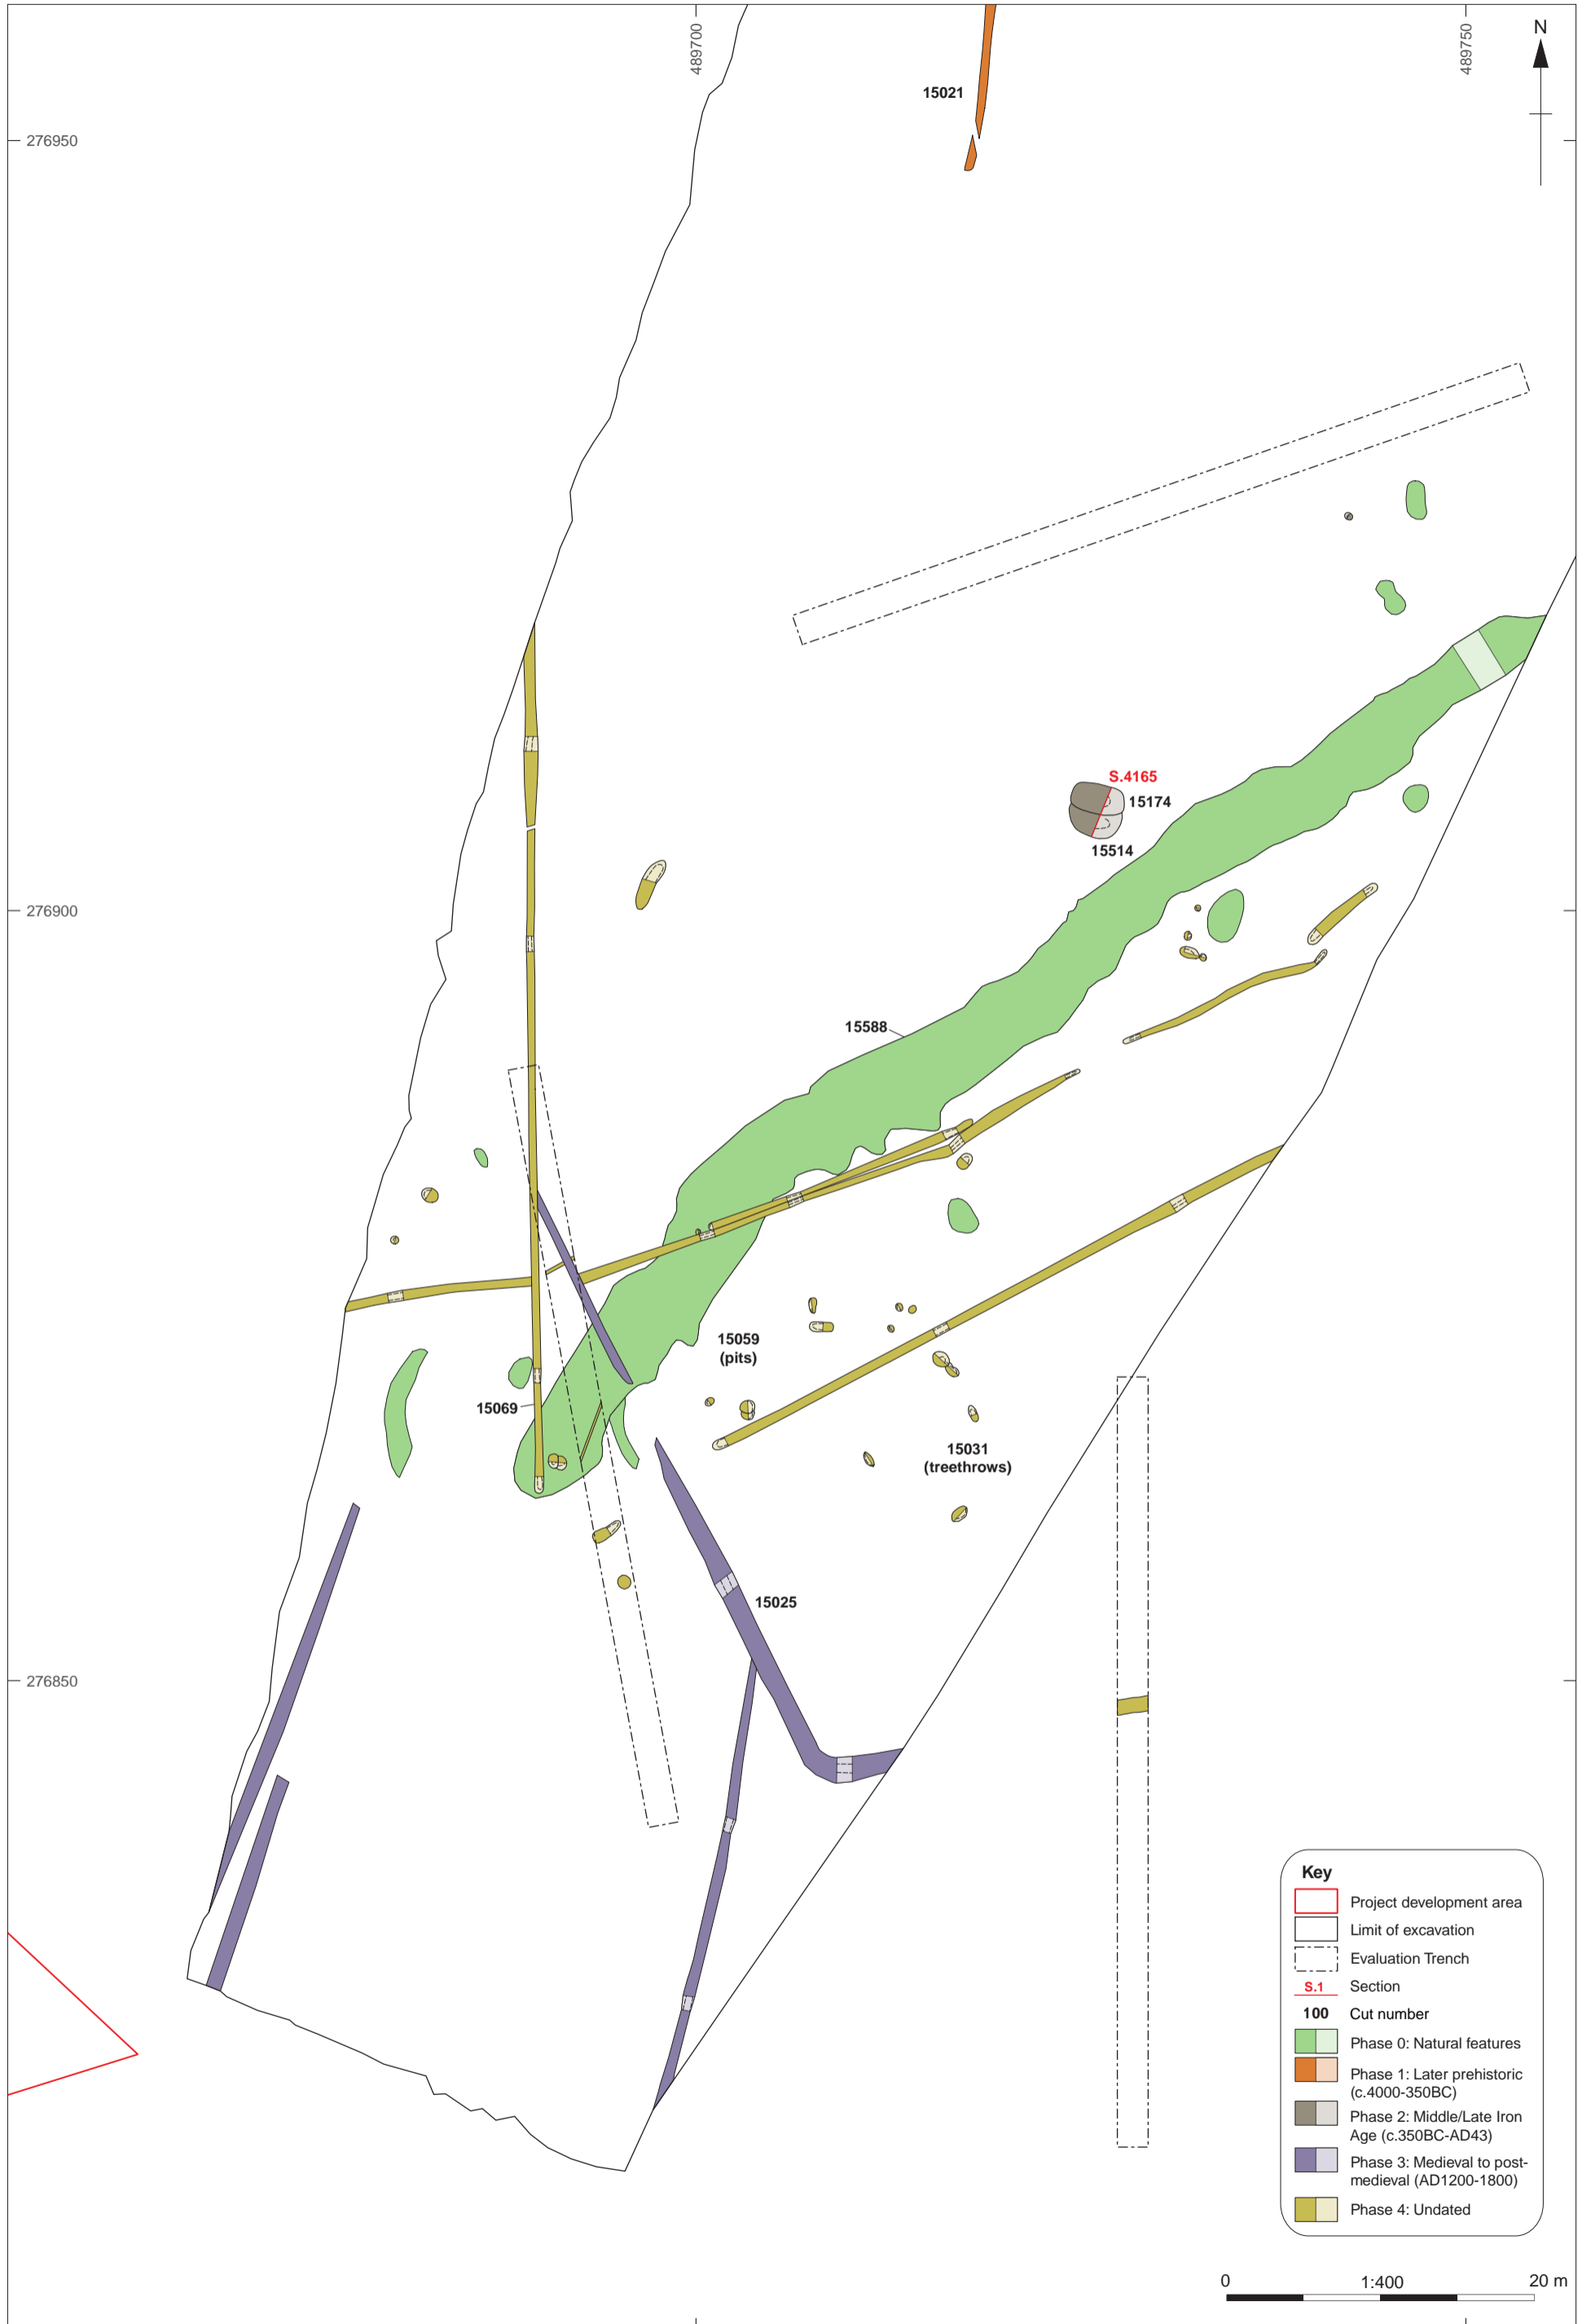 489700
489750
N
15021
276950
S.4165
15174
15514
276900
15588
15059
(pits)
15069
15031
(treethrows)
15025
276850
Key
Project development area
Limit of excavation
Evaluation Trench
S.1 Section
100 Cut number
Phase 0: Natural features
Phase 1: Later prehistoric
(c.4000-350BC)
Phase 2: Middle/Late Iron
Age (c.350BC-AD43)
Phase 3: Medieval to post-
medieval (AD1200-1800)
Phase 4: Undated
0 1:400 20 m